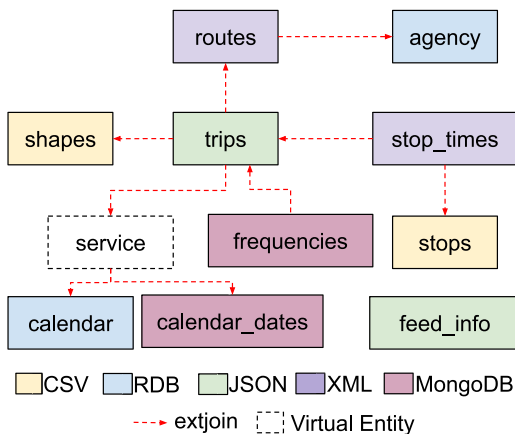 routes agency
shapes trips stop_times
service frequencies stops
calendar calendar_dates feed_info
CSV RDB JSON XML MongoDB
extjoin Virtual Entity